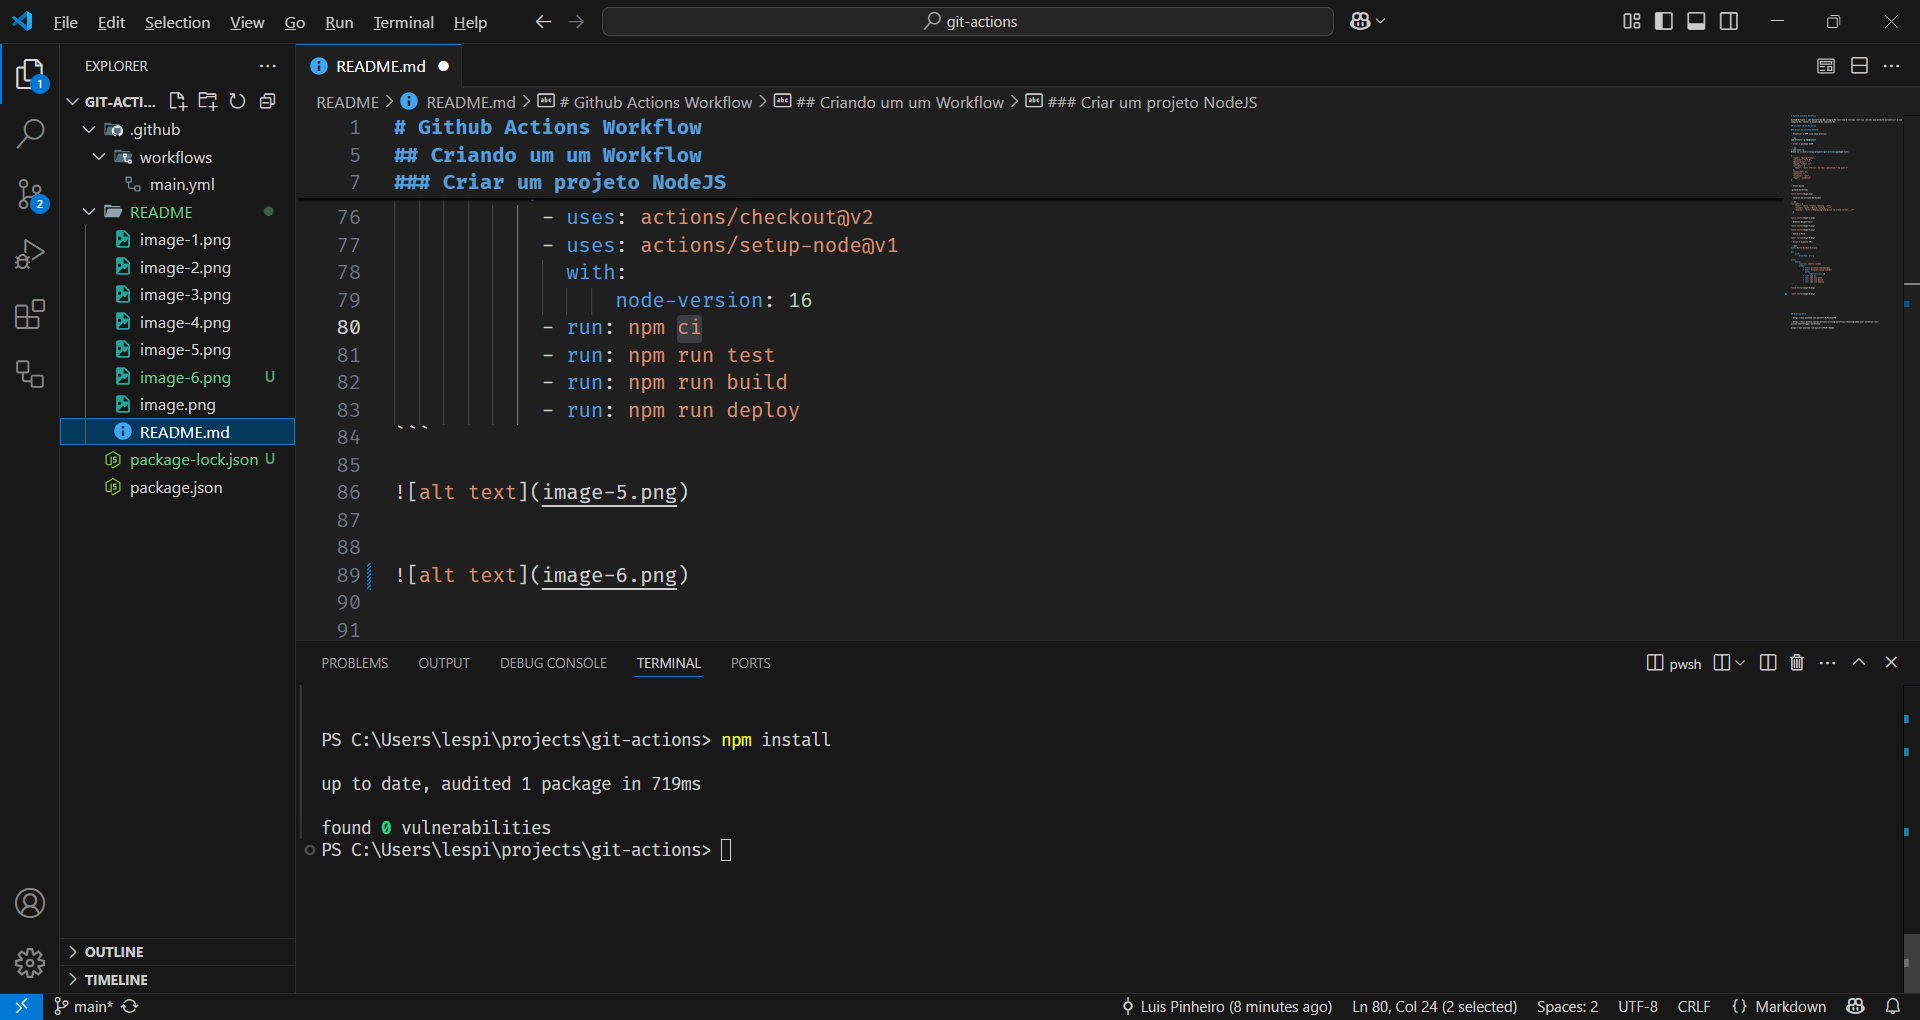 File Edit Selection View Go Run Terminal Help
git-actions
EXPLORER
1
GIT-ACTI...
.github
workflows
main.yml
2
README
image-1.png
image-2.png
image-3.png
image-4.png
image-5.png
image-6.png U
image.png
README.md
package-lock.json U
package.json
OUTLINE
TIMELINE
README.md
README > README.md > # Github Actions Workflow > ## Criando um um Workflow > ### Criar um projeto NodeJS
1 # Github Actions Workflow
5 ## Criando um um Workflow
7 ### Criar um projeto NodeJS
76 - uses: actions/checkout@v2
77 - uses: actions/setup-node@v1
78 with:
79 node-version: 16
80 - run: npm ci
81 - run: npm run test
82 - run: npm run build
83 - run: npm run deploy
84 ```
85
86 ![alt text](image-5.png)
87
88
89 ![alt text](image-6.png)
90
91
PROBLEMS OUTPUT DEBUG CONSOLE TERMINAL PORTS
pwsh
PS C:\Users\lespi\projects\git-actions> npm install
up to date, audited 1 package in 719ms
found 0 vulnerabilities
PS C:\Users\lespi\projects\git-actions>
main* Luis Pinheiro (8 minutes ago) Ln 80, Col 24 (2 selected) Spaces: 2 UTF-8 CRLF {} Markdown